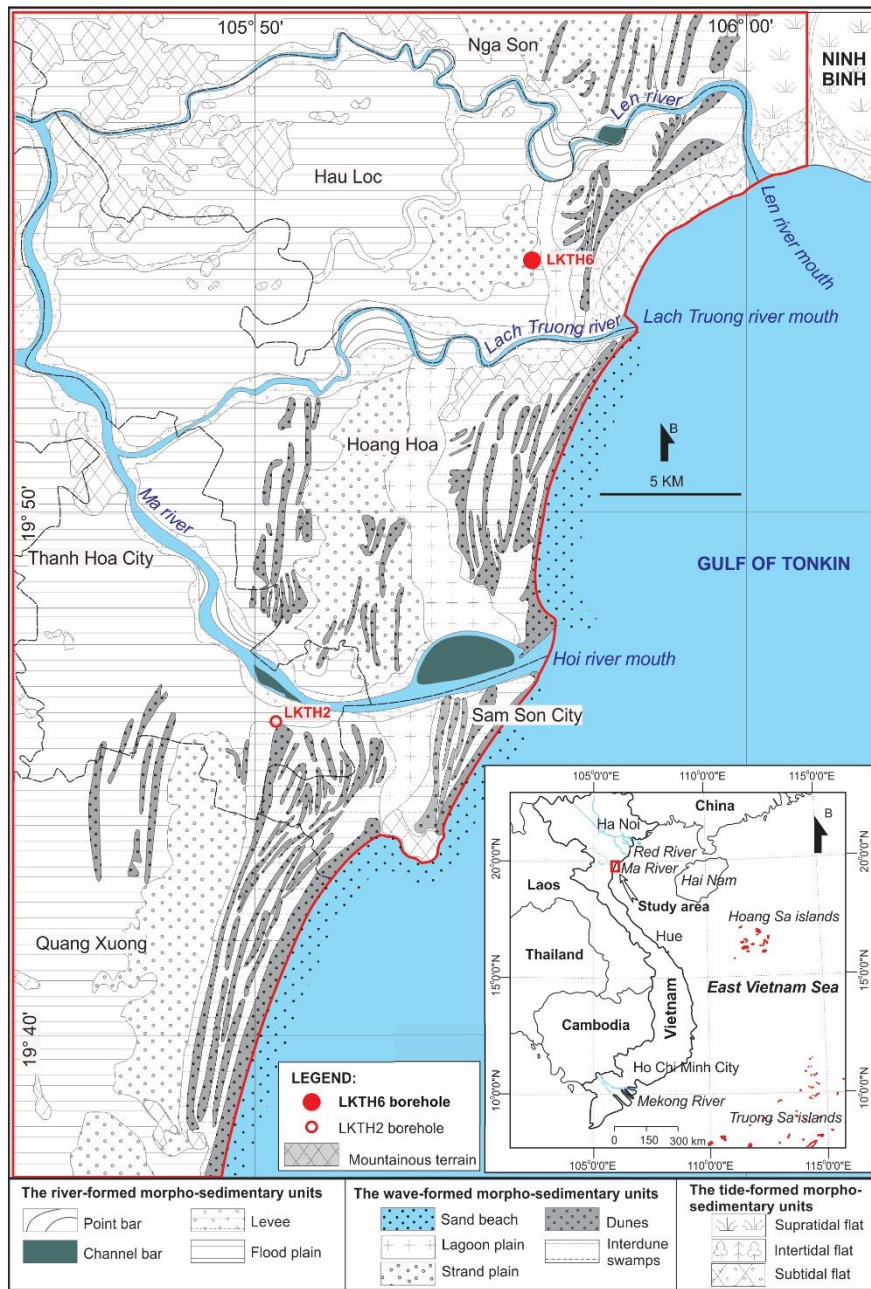 105°50'
106°00'
Nga Son
NINH
BINH
Len river
Hau Loc
Len river mouth
LKTH6
Lach Truong river
Lach Truong river mouth
Hoang Hoa
B
5 KM
19° 50'
Ma river
Thanh Hoa City
GULF OF TONKIN
Hoi river mouth
LKTH2
Sam Son City
Quang Xuong
19° 40'
105°0'0"E
110°0'0"E
115°0'0"E
China
B
Ha Noi
Red River
20°0'0"N
20°0'0"N
Ma River
Hai Nam
Laos
Study area
Hoang Sa islands
Hue
Thailand
15°0'0"N
15°0'0"N
East Vietnam Sea
Vietnam
Cambodia
Ho Chi Minh City
10°0'0"N
10°0'0"N
Mekong River
Truong Sa islands
0 150 300 km
105°0'0"E
110°0'0"E
115°0'0"E
LEGEND:
LKTH6 borehole
LKTH2 borehole
Mountainous terrain
The river-formed morpho-sedimentary units
Point bar
Levee
Channel bar
Flood plain
The wave-formed morpho-sedimentary units
Sand beach
Dunes
Lagoon plain
Interdune
swamps
Strand plain
The tide-formed morpho-
sedimentary units
Supratidal flat
Intertidal flat
Subtidal flat